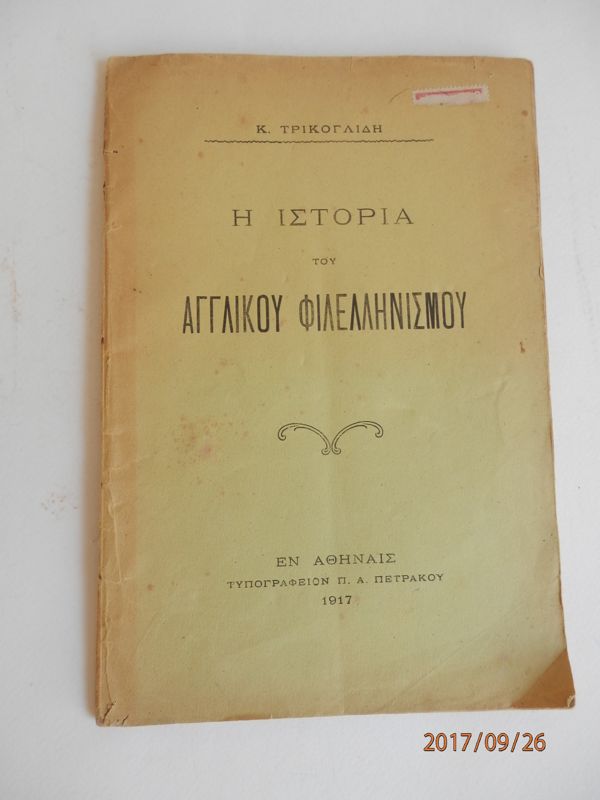 Κ. ΤΡΙΚΟΓΛΙΔΗ
Η ΙΣΤΟΡΙΑ
ΤΟΥ
ΑΓΓΛΙΚΟΥ ΦΙΛΕΛΛΗΝΙΣΜΟΥ
ΕΝ ΑΘΗΝΑΙΣ
ΤΥΠΟΓΡΑΦΕΙΟΝ Π. Α. ΠΕΤΡΑΚΟΥ
1917
2017/09/26